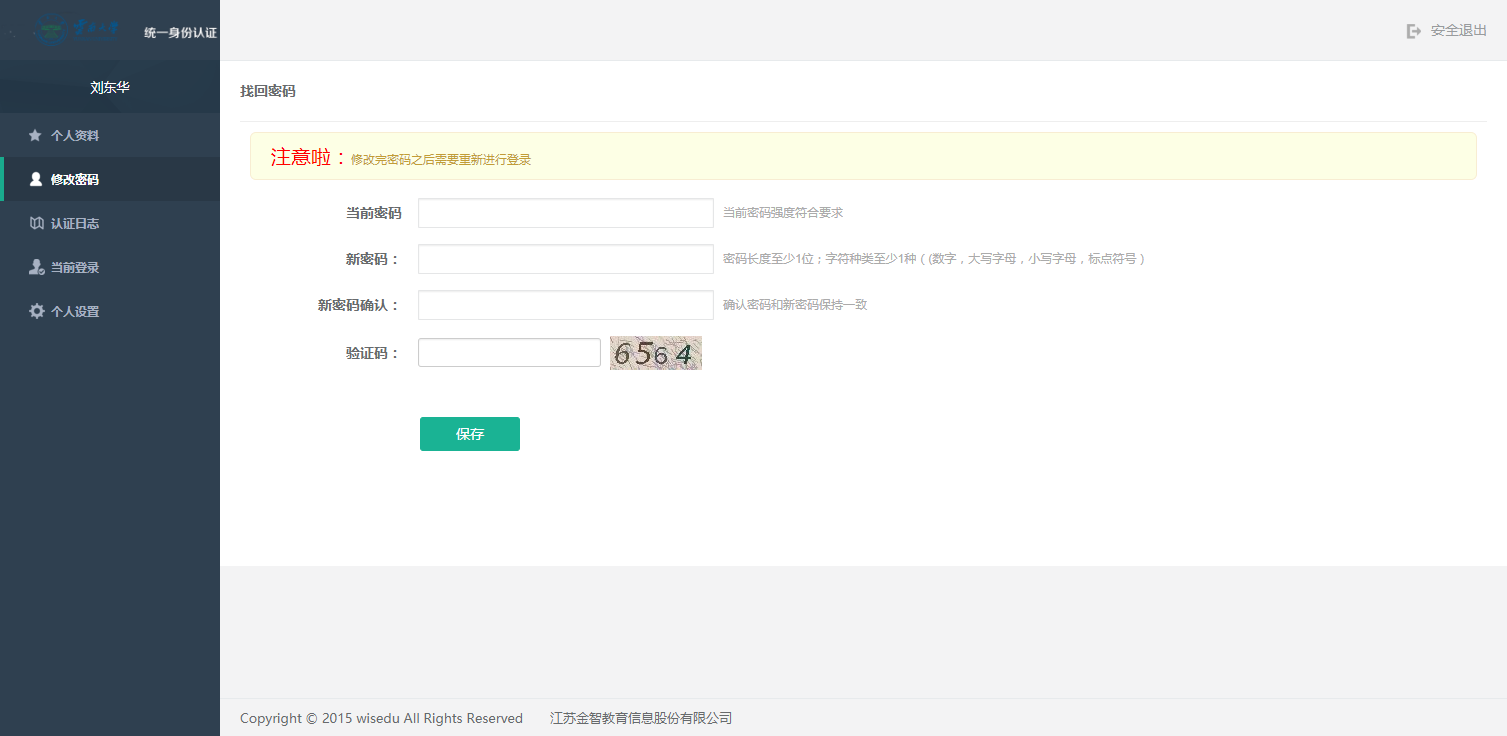 统一身份认证
安全退出
刘东华
个人资料
修改密码
认证日志
当前登录
个人设置
找回密码
注意啦：修改完密码之后需要重新进行登录
当前密码 当前密码强度符合要求
新密码： 密码长度至少1位；字符种类至少1种（(数字，大写字母，小写字母，标点符号）
新密码确认： 确认密码和新密码保持一致
验证码： 6564
保存
Copyright © 2015 wisedu All Rights Reserved 江苏金智教育信息股份有限公司